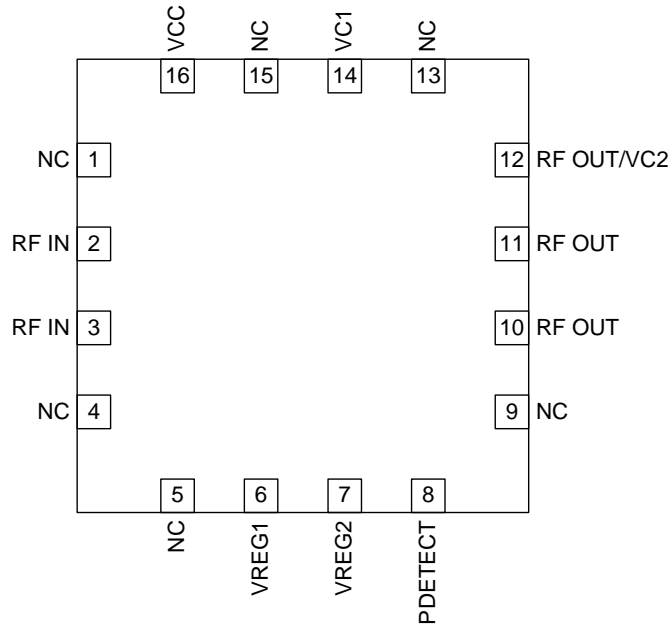 VCC
NC
VC1
NC
16
15
14
13
NC 1
12 RF OUT/VC2
RF IN 2
11 RF OUT
RF IN 3
10 RF OUT
NC 4
9 NC
5
6
7
8
NC
VREG1
VREG2
PDETECT